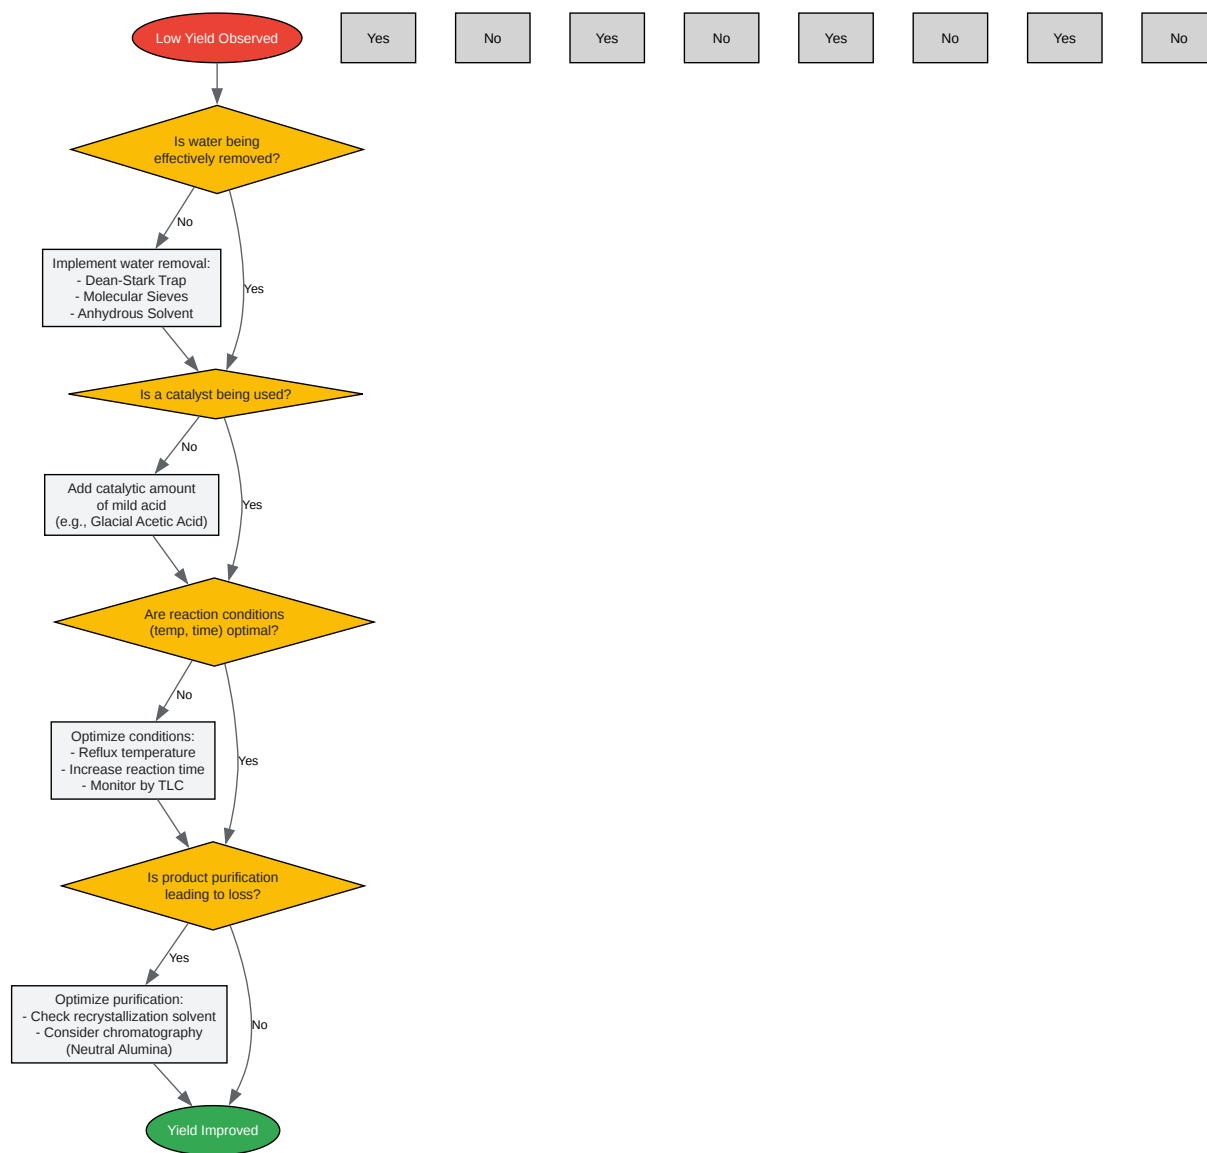 Low Yield Observed
Yes
No
Yes
No
Yes
No
Yes
No
Is water being
effectively removed?
No
Implement water removal:
- Dean-Stark Trap
- Molecular Sieves
- Anhydrous Solvent
Yes
Is a catalyst being used?
No
Add catalytic amount
of mild acid
(e.g., Glacial Acetic Acid)
Yes
Are reaction conditions
(temp, time) optimal?
No
Optimize conditions:
- Reflux temperature
- Increase reaction time
- Monitor by TLC
Yes
Is product purification
leading to loss?
Yes
Optimize purification:
- Check recrystallization solvent
- Consider chromatography
(Neutral Alumina)
No
Yield Improved